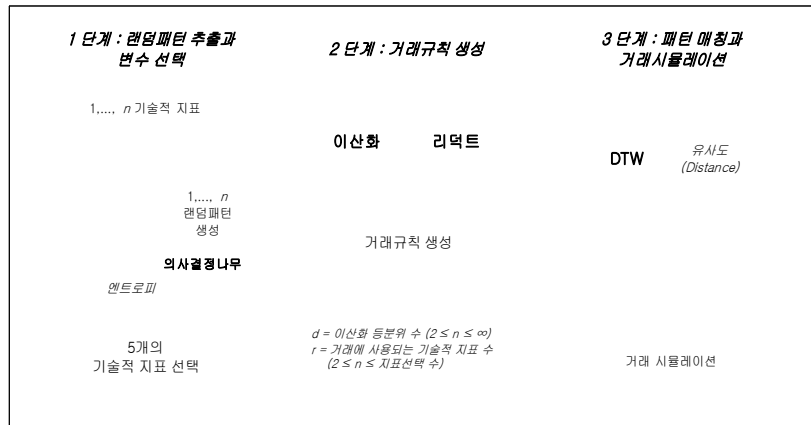 1 단계 : 랜덤패턴 추출과
변수 선택
1,..., n 기술적 지표
1,..., n
랜덤패턴
생성
의사결정나무
엔트로피
5개의
기술적 지표 선택
2 단계 : 거래규칙 생성
이산화 리덕트
거래규칙 생성
d = 이산화 등분위 수 (2 ≤ n ≤ ∞)
r = 거래에 사용되는 기술적 지표 수
(2 ≤ n ≤ 지표선택 수)
3 단계 : 패턴 매칭과
거래시뮬레이션
DTW
유사도
(Distance)
거래 시뮬레이션